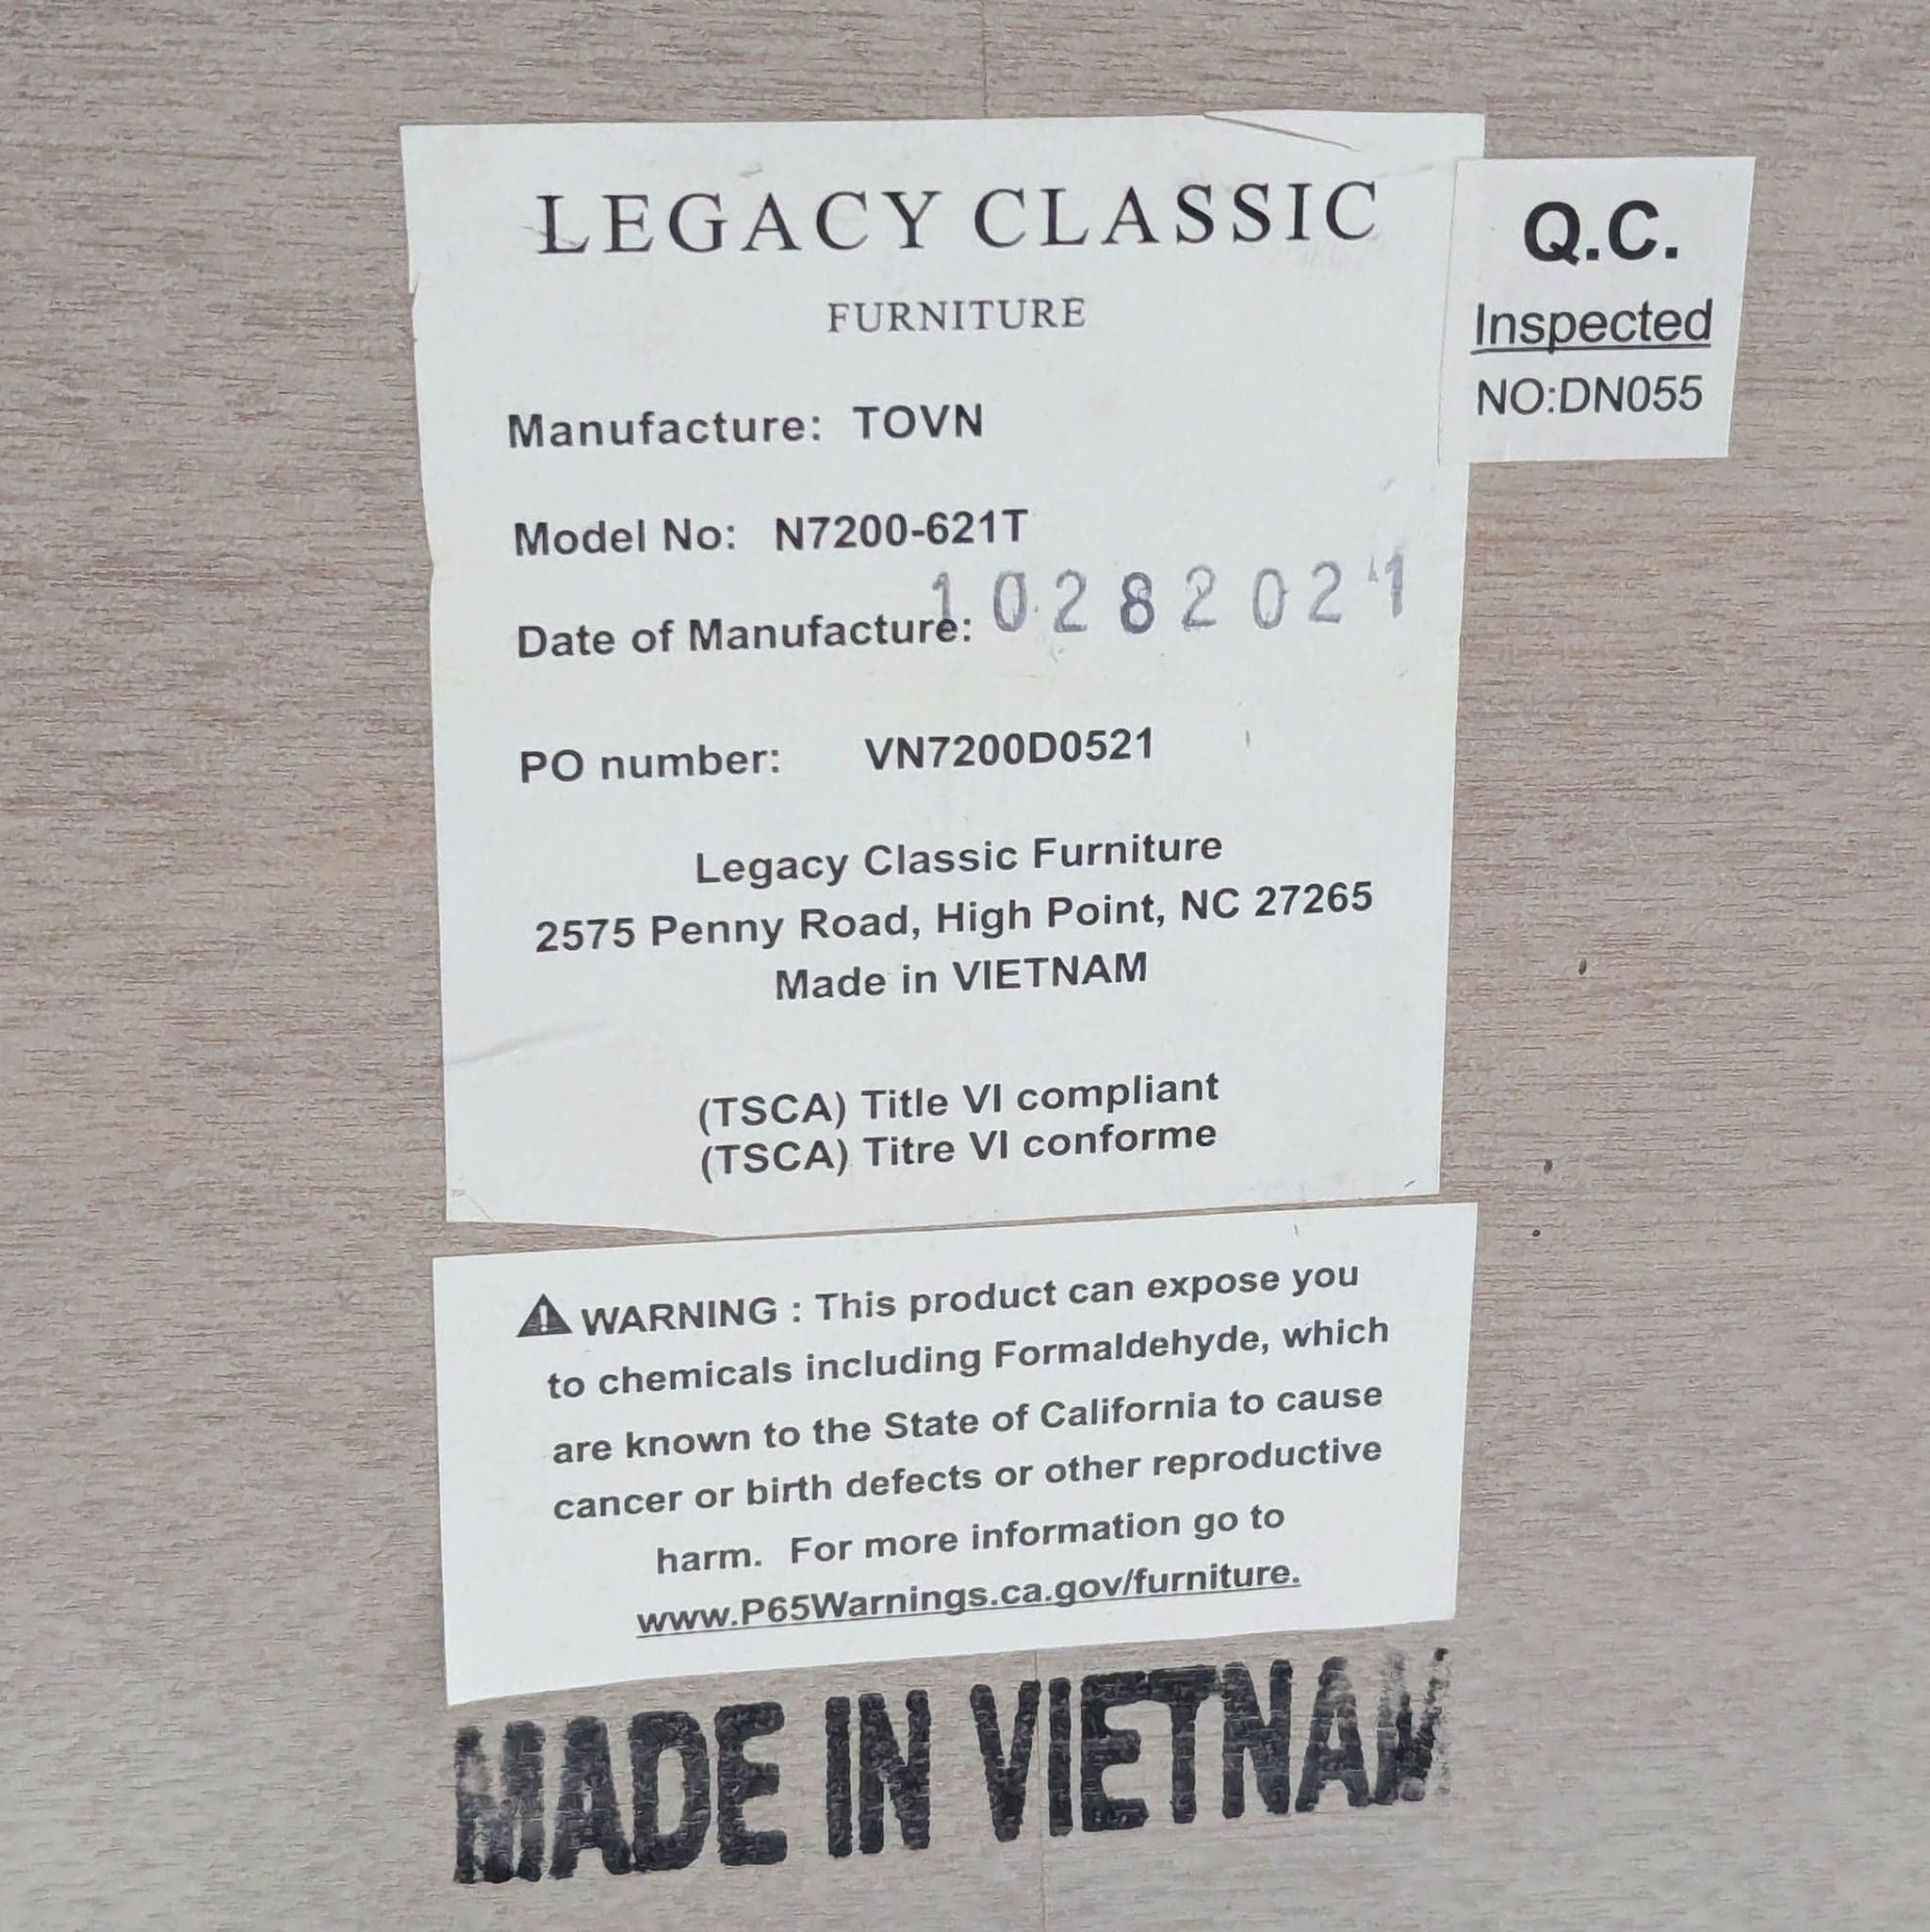 LEGACY CLASSIC
FURNITURE
Q.C.
Inspected
NO:DN055
Manufacture: TOVN
Model No: N7200-621T
Date of Manufacture: 10282021
PO number: VN7200D0521
Legacy Classic Furniture
2575 Penny Road, High Point, NC 27265
Made in VIETNAM
(TSCA) Title VI compliant
(TSCA) Titre VI conforme
WARNING : This product can expose you
to chemicals including Formaldehyde, which
are known to the State of California to cause
cancer or birth defects or other reproductive
harm. For more information go to
www.P65Warnings.ca.gov/furniture.
MADE IN VIETNAM